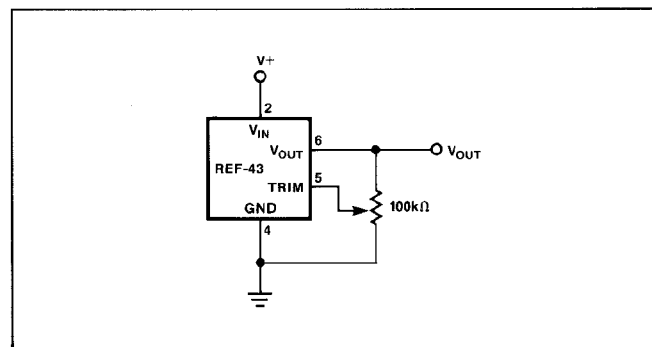 V+
2
VIN
VOUT
6
VOUT
REF-43
5
TRIM
100kΩ
GND
4